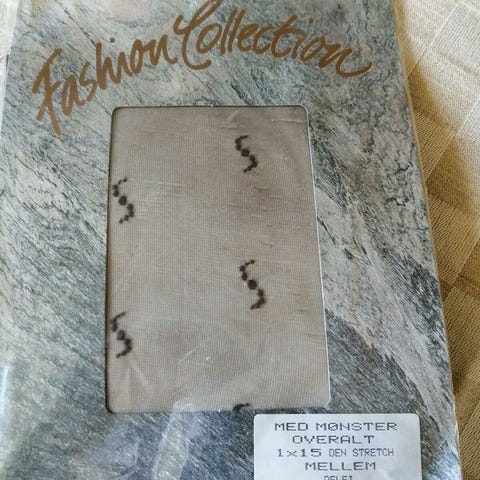 Fashion Collection
MED MØNSTER
OVERALT
1×15 DEN STRETCH
MELLEM